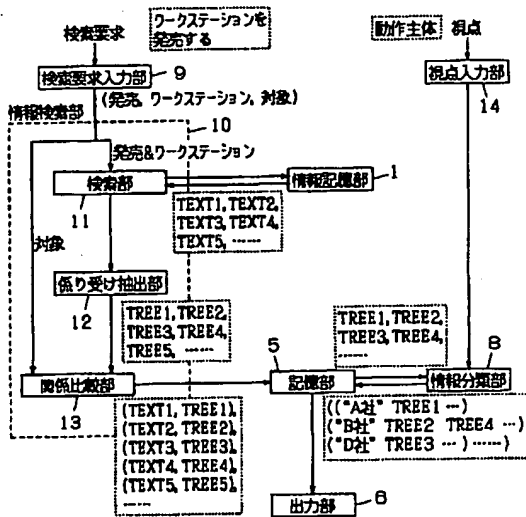 検索要求
ワークステーションを
発売する
動作主体
視点
検索要求入力部
9
視点入力部
14
(発売, ワークステーション, 対象)
情報検索部
10
発売&ワークステーション
検索部
11
情報記憶部
1
TEXT1, TEXT2,
TEXT3, TEXT4,
TEXT5, ……
対象
係り受け抽出部
12
TREE1, TREE2,
TREE3, TREE4,
TREE5, ……
TREE1, TREE2,
TREE3, TREE4,
……
関係比較部
13
5
記憶部
8
情報分類部
(TEXT1, TREE1),
(TEXT2, TREE2),
(TEXT3, TREE3),
(TEXT4, TREE4),
(TEXT5, TREE5),
……
(("A社" TREE1 …)
("B社" TREE2 TREE4 …)
("D社" TREE3 …) ……)
出力部
6